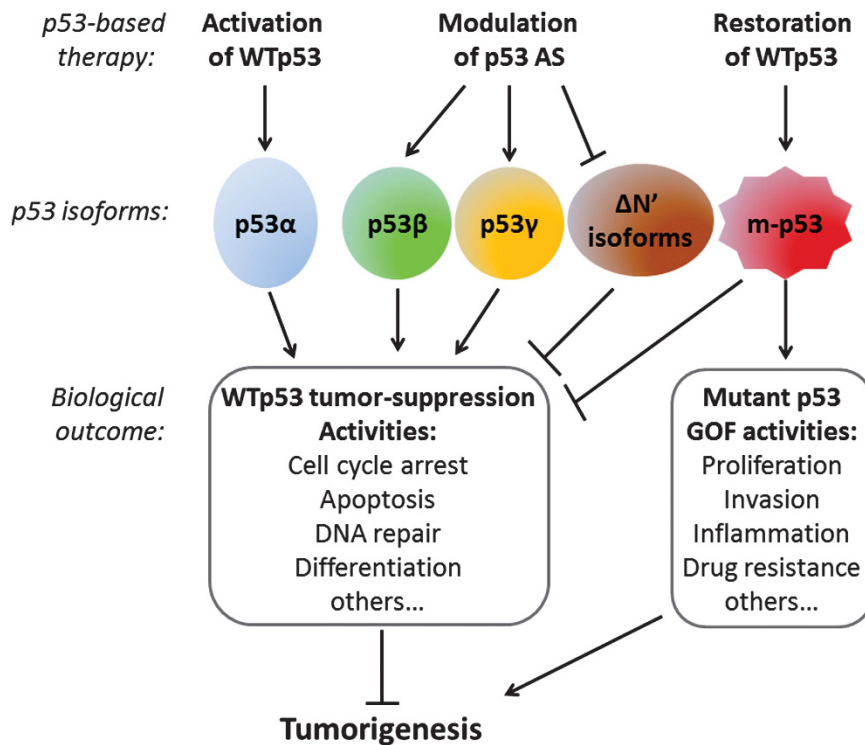 p53-based
therapy:
Activation
of WTp53
Modulation
of p53 AS
Restoration
of WTp53
p53 isoforms:
p53α
p53β
p53γ
ΔN'
isoforms
m-p53
Biological
outcome:
WTp53 tumor-suppression
Activities:
Cell cycle arrest
Apoptosis
DNA repair
Differentiation
others...
Mutant p53
GOF activities:
Proliferation
Invasion
Inflammation
Drug resistance
others...
Tumorigenesis